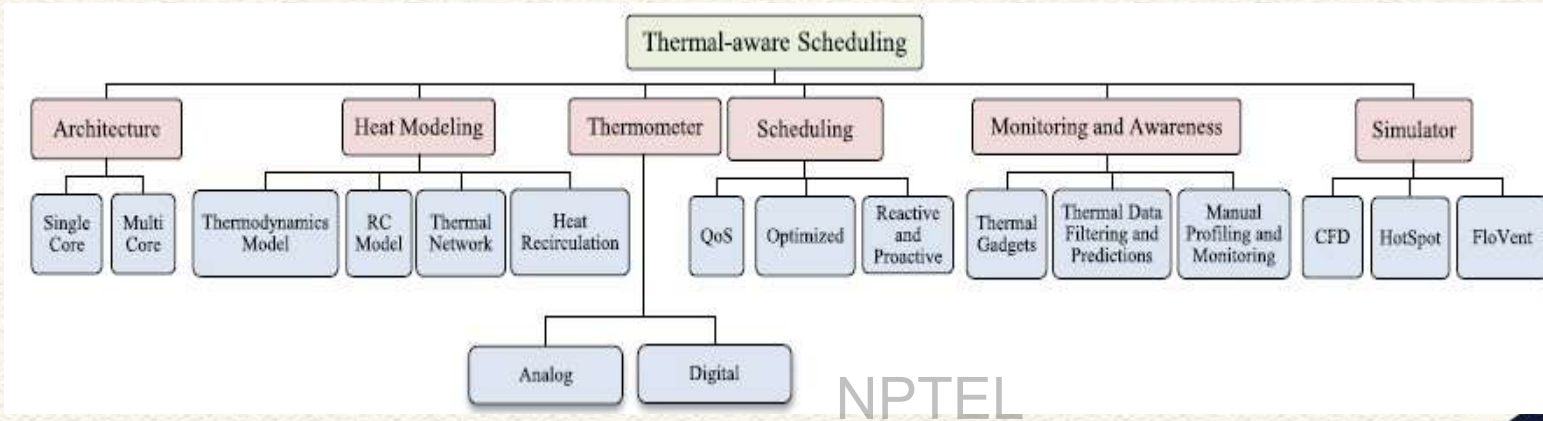 Thermal-aware Scheduling
Architecture
Heat Modeling
Thermometer
Scheduling
Monitoring and Awareness
Simulator
Single
Core
Multi
Core
Thermodynamics
Model
RC
Model
Thermal
Network
Heat
Recirculation
QoS
Optimized
Reactive
and
Proactive
Thermal
Gadgets
Thermal Data
Filtering and
Predictions
Manual
Profiling and
Monitoring
CFD
HotSpot
FloVent
Analog
Digital
NPTEL